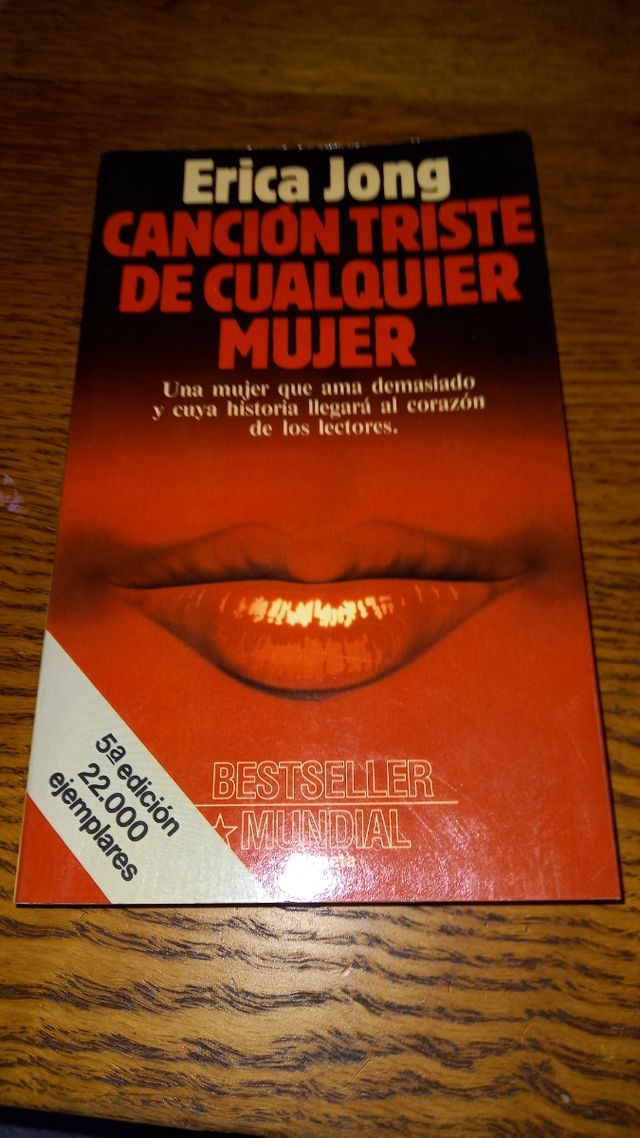 Erica Jong
CANCIÓN TRISTE
DE CUALQUIER
MUJER
Una mujer que ama demasiado
y cuya historia llegará al corazón
de los lectores.
5ª edición
22.000
ejemplares
BESTSELLER
MUNDIAL